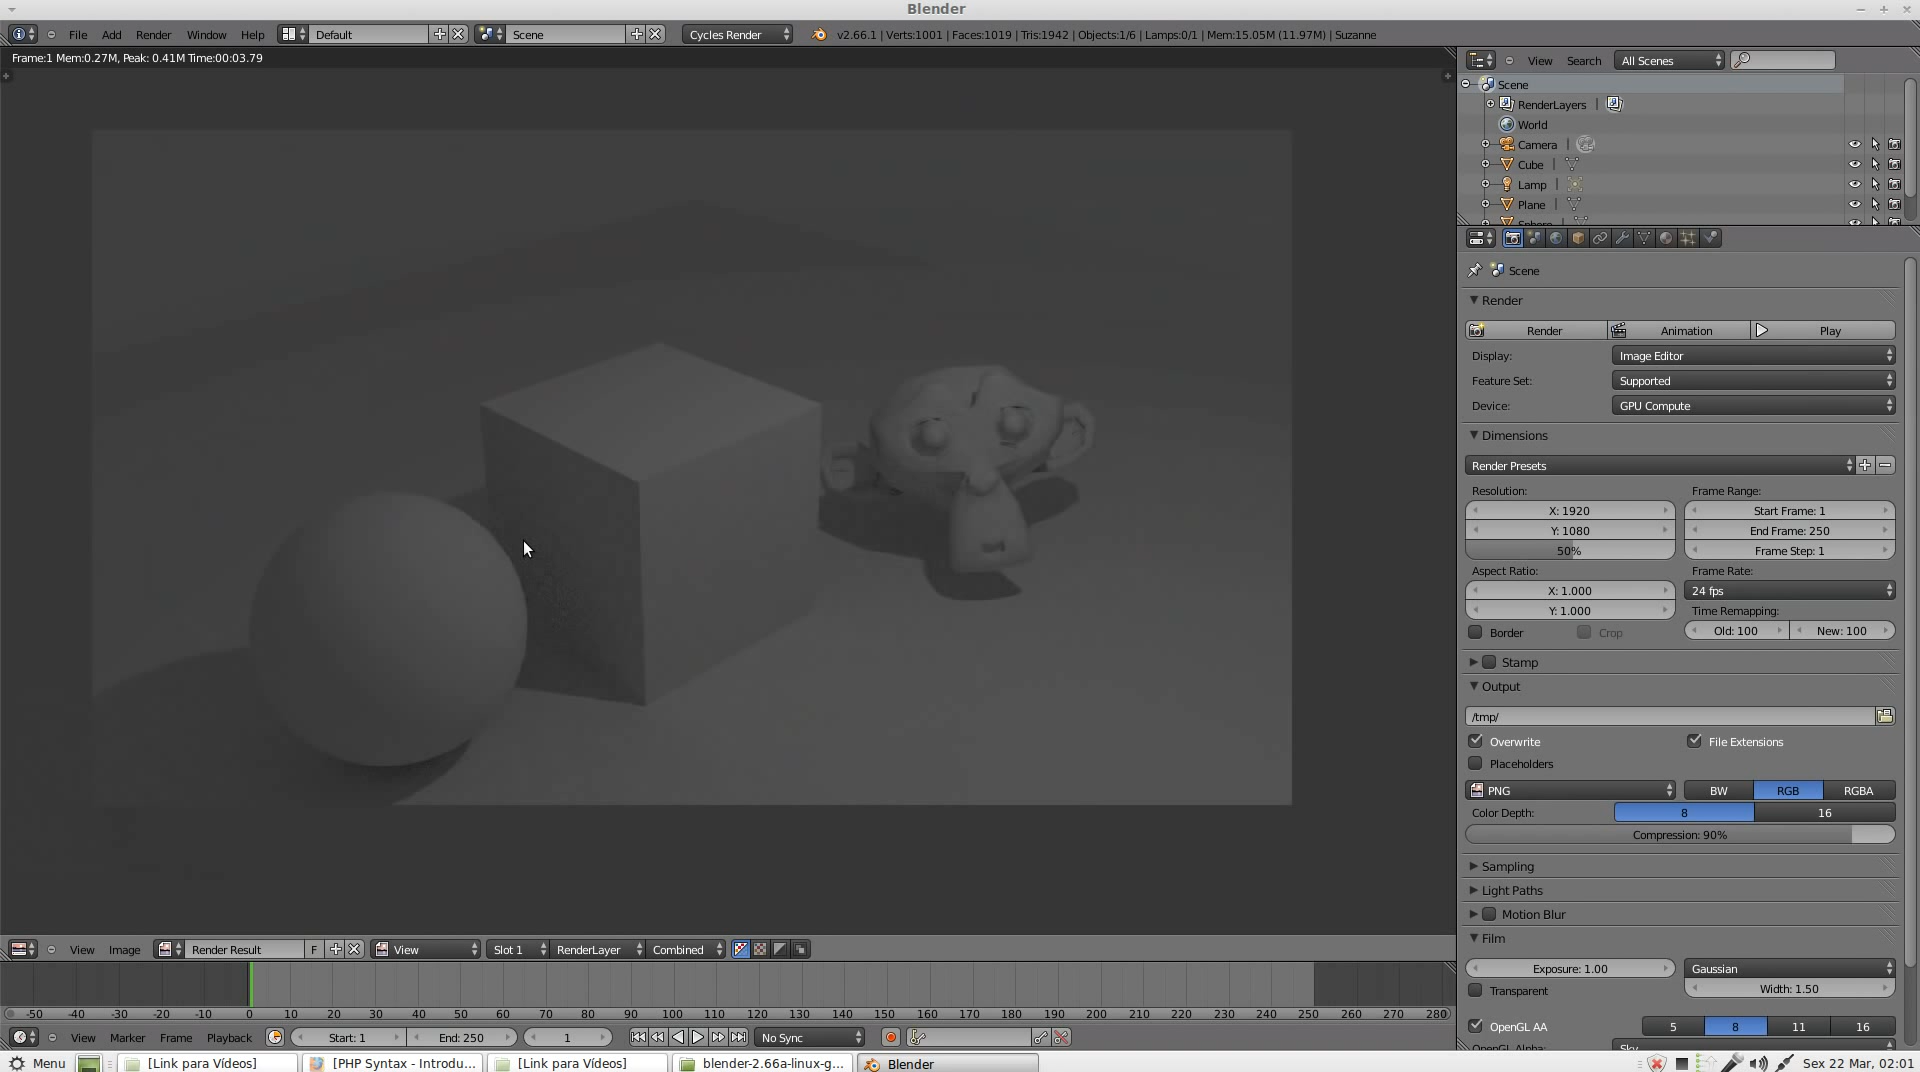 Blender
File Add Render Window Help Default Scene Cycles Render v2.66.1 | Verts:1001 | Faces:1019 | Tris:1942 | Objects:1/6 | Lamps:0/1 | Mem:15.05M (11.97M) | Suzanne
Frame:1 Mem:0.27M, Peak: 0.41M Time:00:03.79
View Search All Scenes
Scene
RenderLayers |
World
Camera |
Cube |
Lamp |
Plane |
Sphere |
Scene
Render
Render Animation Play
Display: Image Editor
Feature Set: Supported
Device: GPU Compute
Dimensions
Render Presets
Resolution: Frame Range:
X: 1920 Start Frame: 1
Y: 1080 End Frame: 250
50% Frame Step: 1
Aspect Ratio: Frame Rate:
X: 1.000 24 fps
Y: 1.000 Time Remapping:
Border Crop Old: 100 New: 100
Stamp
Output
/tmp/
Overwrite File Extensions
Placeholders
PNG BW RGB RGBA
Color Depth: 8 16
Compression: 90%
Sampling
Light Paths
Motion Blur
Film
Exposure: 1.00 Gaussian
Transparent Width: 1.50
OpenGL AA 5 8 11 16
OpenGL Alpha: Sky
View Image Render Result F View Slot 1 RenderLayer Combined
-50 -40 -30 -20 -10 0 10 20 30 40 50 60 70 80 90 100 110 120 130 140 150 160 170 180 190 200 210 220 230 240 250 260 270 280
View Marker Frame Playback Start: 1 End: 250 1 No Sync
Menu [Link para Vídeos] [PHP Syntax - Introdu... [Link para Vídeos] blender-2.66a-linux-g... Blender Sex 22 Mar, 02:01